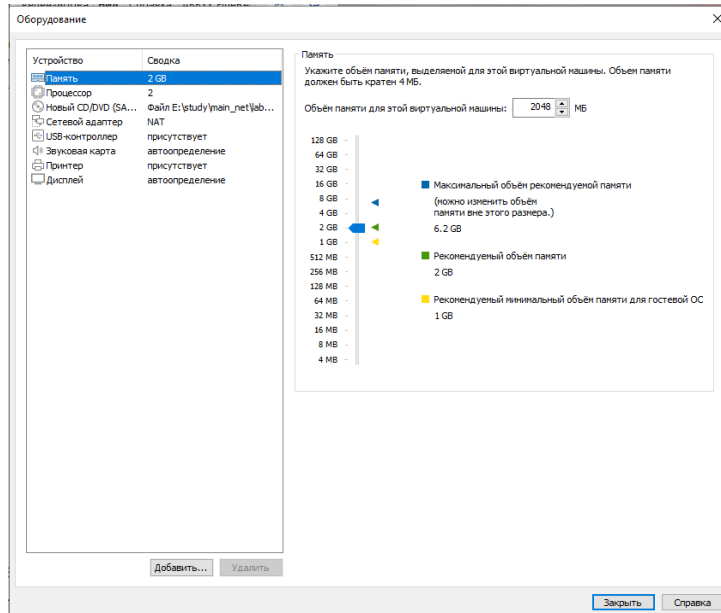 Оборудование
Устройство Сводка
Память 2 GB
Процессор 2
Новый CD/DVD (SA... Файл E:\study\main_net\lab...
Сетевой адаптер NAT
USB-контроллер присутствует
Звуковая карта автоопределение
Принтер присутствует
Дисплей автоопределение
Добавить... Удалить
Память
Укажите объём памяти, выделяемой для этой виртуальной машины. Объем памяти
должен быть кратен 4 МБ.
Объём памяти для этой виртуальной машины: 2048 МБ
128 GB
64 GB
32 GB
16 GB
8 GB
4 GB
2 GB
1 GB
512 MB
256 MB
128 MB
64 MB
32 MB
16 MB
8 MB
4 MB
Максимальный объём рекомендуемой памяти
(можно изменить объём
памяти вне этого размера.)
6.2 GB
Рекомендуемый объём памяти
2 GB
Рекомендуемый минимальный объём памяти для гостевой ОС
1 GB
Закрыть Справка